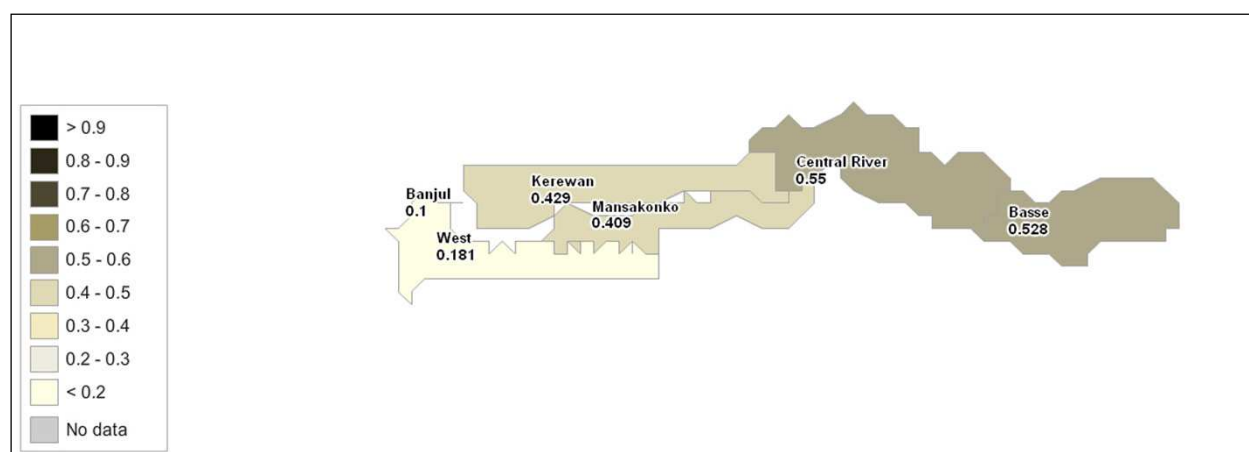 > 0.9
0.8 - 0.9
0.7 - 0.8
0.6 - 0.7
0.5 - 0.6
0.4 - 0.5
0.3 - 0.4
0.2 - 0.3
< 0.2
No data
Banjul
0.1
West
0.181
Kerewan
0.429
Mansakonko
0.409
Central River
0.55
Basse
0.528